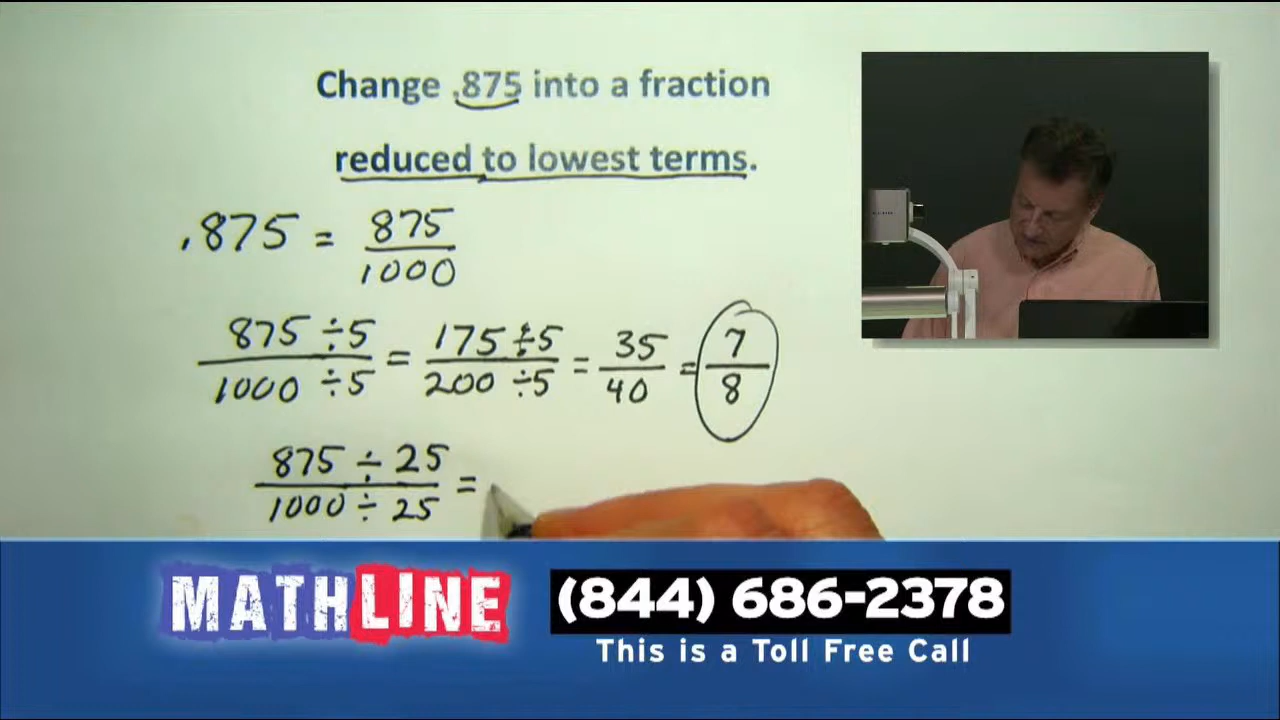 Change .875 into a fraction
reduced to lowest terms.
.875 = 875/1000
875 ÷5/1000 ÷5 = 175 ÷5/200 ÷5 = 35/40 = 7/8
875 ÷ 25/1000 ÷ 25 =
MATHLINE
(844) 686-2378
This is a Toll Free Call